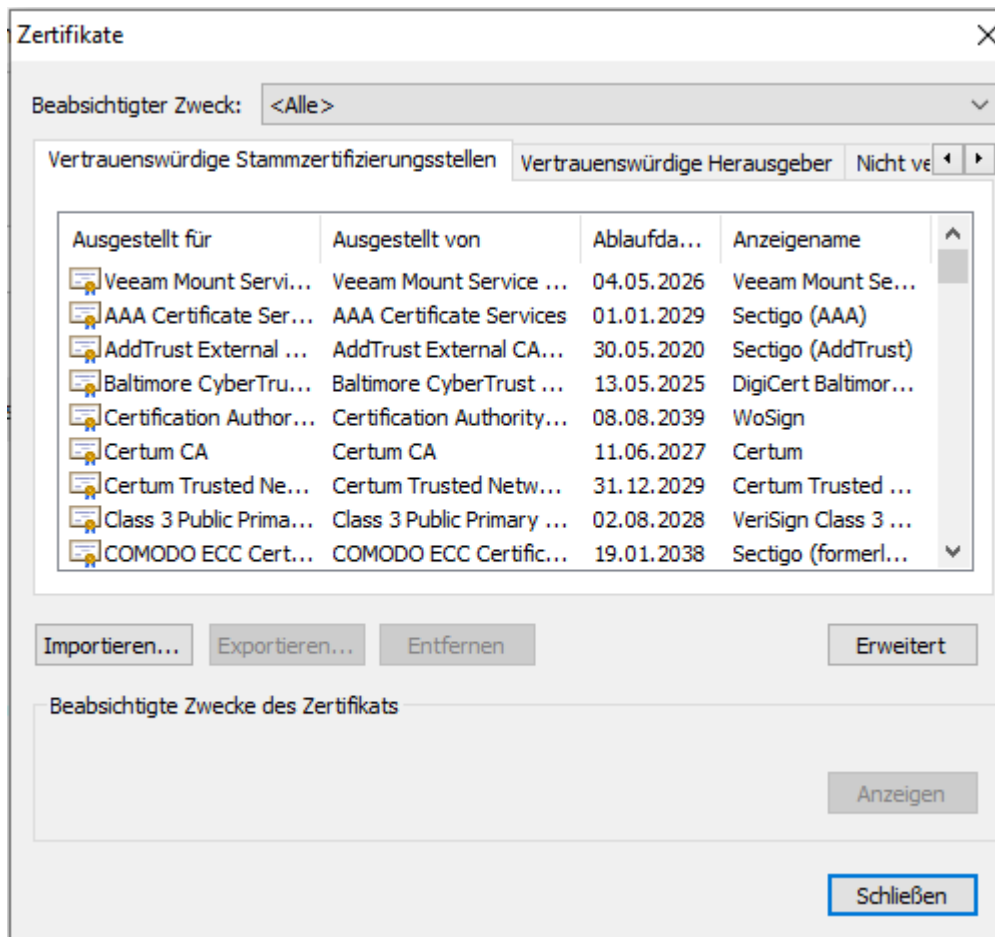 Zertifikate
Beabsichtigter Zweck: <Alle>
Vertrauenswürdige Stammzertifizierungsstellen Vertrauenswürdige Herausgeber Nicht ve
Ausgestellt für Ausgestellt von Ablaufda... Anzeigename
Veeam Mount Servi... Veeam Mount Service ... 04.05.2026 Veeam Mount Se...
AAA Certificate Ser... AAA Certificate Services 01.01.2029 Sectigo (AAA)
AddTrust External ... AddTrust External CA... 30.05.2020 Sectigo (AddTrust)
Baltimore CyberTru... Baltimore CyberTrust ... 13.05.2025 DigiCert Baltimor...
Certification Author... Certification Authority... 08.08.2039 WoSign
Certum CA Certum CA 11.06.2027 Certum
Certum Trusted Ne... Certum Trusted Netw... 31.12.2029 Certum Trusted ...
Class 3 Public Prima... Class 3 Public Primary ... 02.08.2028 VeriSign Class 3 ...
COMODO ECC Cert... COMODO ECC Certific... 19.01.2038 Sectigo (formerl...
Importieren... Exportieren... Entfernen Erweitert
Beabsichtigte Zwecke des Zertifikats
Anzeigen
Schließen